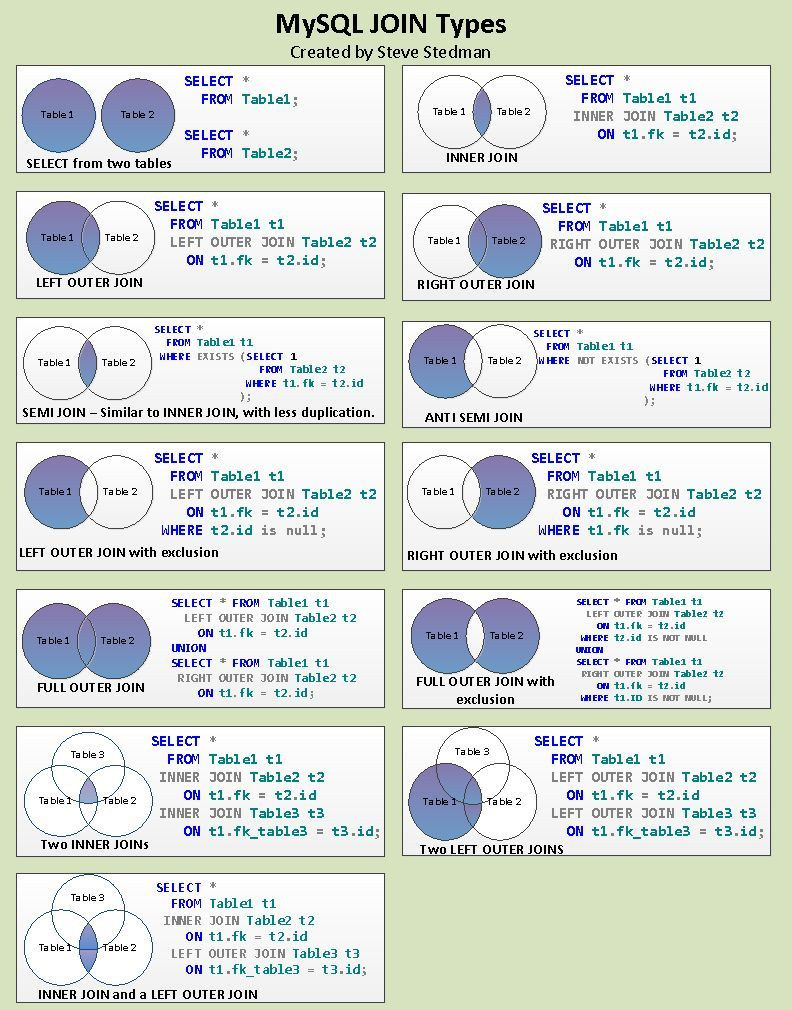 MySQL JOIN Types
Created by Steve Stedman
Table 1
Table 2
SELECT *
FROM Table1;
SELECT *
FROM Table2;
SELECT from two tables
Table 1
Table 2
SELECT *
FROM Table1 t1
INNER JOIN Table2 t2
ON t1.fk = t2.id;
INNER JOIN
Table 1
Table 2
SELECT *
FROM Table1 t1
LEFT OUTER JOIN Table2 t2
ON t1.fk = t2.id;
LEFT OUTER JOIN
Table 1
Table 2
SELECT *
FROM Table1 t1
RIGHT OUTER JOIN Table2 t2
ON t1.fk = t2.id;
RIGHT OUTER JOIN
Table 1
Table 2
SELECT *
FROM Table1 t1
WHERE EXISTS (SELECT 1
FROM Table2 t2
WHERE t1.fk = t2.id
);
SEMI JOIN – Similar to INNER JOIN, with less duplication.
Table 1
Table 2
SELECT *
FROM Table1 t1
WHERE NOT EXISTS (SELECT 1
FROM Table2 t2
WHERE t1.fk = t2.id
);
ANTI SEMI JOIN
Table 1
Table 2
SELECT *
FROM Table1 t1
LEFT OUTER JOIN Table2 t2
ON t1.fk = t2.id
WHERE t2.id is null;
LEFT OUTER JOIN with exclusion
Table 1
Table 2
SELECT *
FROM Table1 t1
RIGHT OUTER JOIN Table2 t2
ON t1.fk = t2.id
WHERE t1.fk is null;
RIGHT OUTER JOIN with exclusion
Table 1
Table 2
SELECT * FROM Table1 t1
LEFT OUTER JOIN Table2 t2
ON t1.fk = t2.id
UNION
SELECT * FROM Table1 t1
RIGHT OUTER JOIN Table2 t2
ON t1.fk = t2.id;
FULL OUTER JOIN
Table 1
Table 2
SELECT * FROM Table1 t1
LEFT OUTER JOIN Table2 t2
ON t1.fk = t2.id
WHERE t2.id IS NOT NULL
UNION
SELECT * FROM Table1 t1
RIGHT OUTER JOIN Table2 t2
ON t1.fk = t2.id
WHERE t1.ID IS NOT NULL;
FULL OUTER JOIN with
exclusion
Table 3
Table 1
Table 2
SELECT *
FROM Table1 t1
INNER JOIN Table2 t2
ON t1.fk = t2.id
INNER JOIN Table3 t3
ON t1.fk_table3 = t3.id;
Two INNER JOINs
Table 3
Table 1
Table 2
SELECT *
FROM Table1 t1
LEFT OUTER JOIN Table2 t2
ON t1.fk = t2.id
LEFT OUTER JOIN Table3 t3
ON t1.fk_table3 = t3.id;
Two LEFT OUTER JOINS
Table 3
Table 1
Table 2
SELECT *
FROM Table1 t1
INNER JOIN Table2 t2
ON t1.fk = t2.id
LEFT OUTER JOIN Table3 t3
ON t1.fk_table3 = t3.id;
INNER JOIN and a LEFT OUTER JOIN